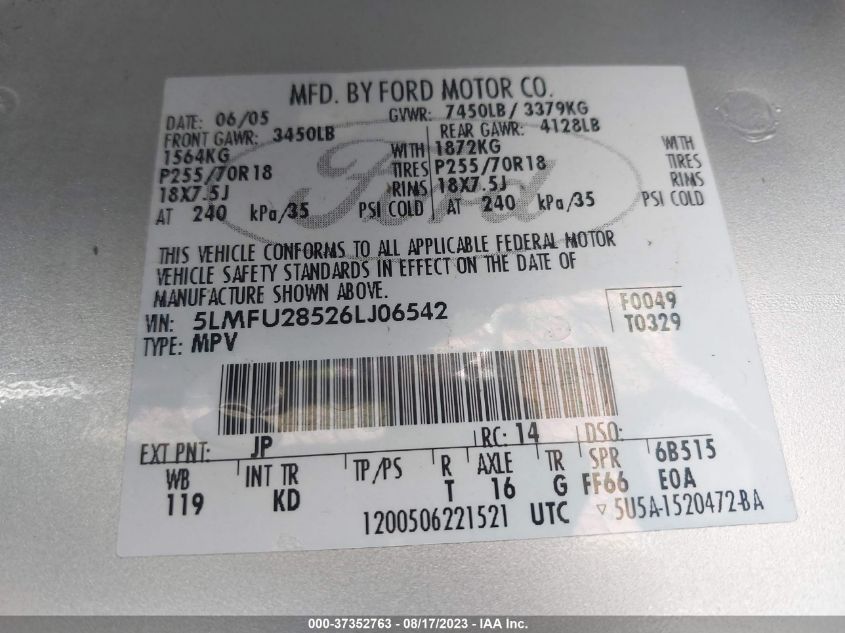 MFD. BY FORD MOTOR CO.
DATE: 06/05 GVWR: 7450LB / 3379KG
FRONT GAWR: 3450LB REAR GAWR: 4128LB
1564KG WITH 1872KG WITH
P255/70R18 TIRES P255/70R18 TIRES
18X7.5J RIMS 18X7.5J RIMS
AT 240 kPa/35 PSI COLD AT 240 kPa/35 PSI COLD
Ford
THIS VEHICLE CONFORMS TO ALL APPLICABLE FEDERAL MOTOR
VEHICLE SAFETY STANDARDS IN EFFECT ON THE DATE OF
MANUFACTURE SHOWN ABOVE.
VIN: 5LMFU28526LJ06542 F0049
TYPE: MPV T0329
EXT PNT: JP RC: 14 DSO:
WB INT TR TP/PS R AXLE TR SPR 6B515
119 KD T 16 G FF66 E0A
1200506221521 UTC ▽ 5U5A-1520472-BA
000-37352763 - 08/17/2023 - Copyright IAA, Inc.